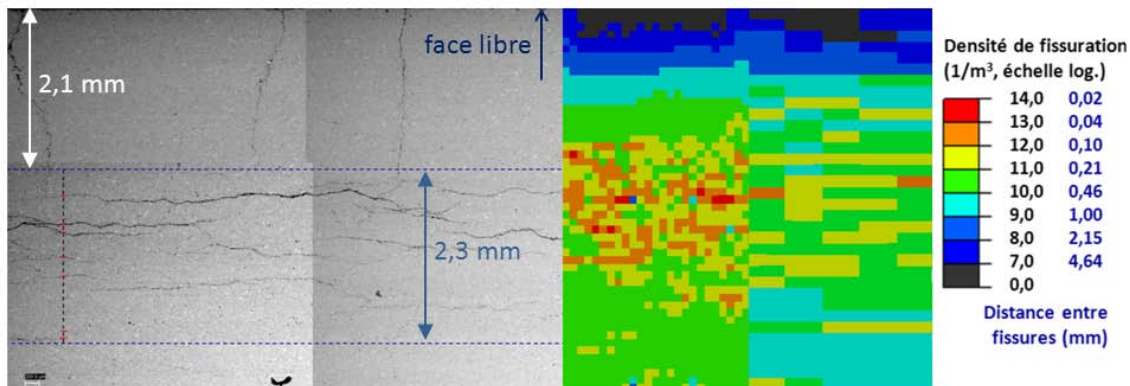 2,1 mm
face libre
2,3 mm
Densité de fissuration
(1/m³, échelle log.)
14,0 0,02
13,0 0,04
12,0 0,10
11,0 0,21
10,0 0,46
9,0 1,00
8,0 2,15
7,0 4,64
0,0
Distance entre
fissures (mm)